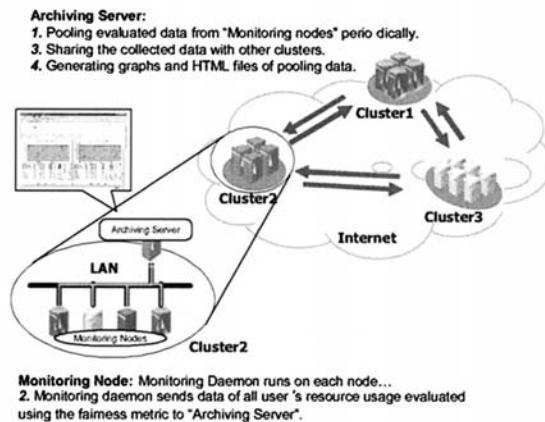 Archiving Server:
1. Pooling evaluated data from "Monitoring nodes" perio dically.
3. Sharing the collected data with other clusters.
4. Generating graphs and HTML files of pooling data.
Cluster1
Cluster2
Cluster3
Internet
Archiving Server
LAN
Monitoring Nodes
Cluster2
Monitoring Node: Monitoring Daemon runs on each node…
2. Monitoring daemon sends data of all user 's resource usage evaluated
using the fairness metric to "Archiving Server".